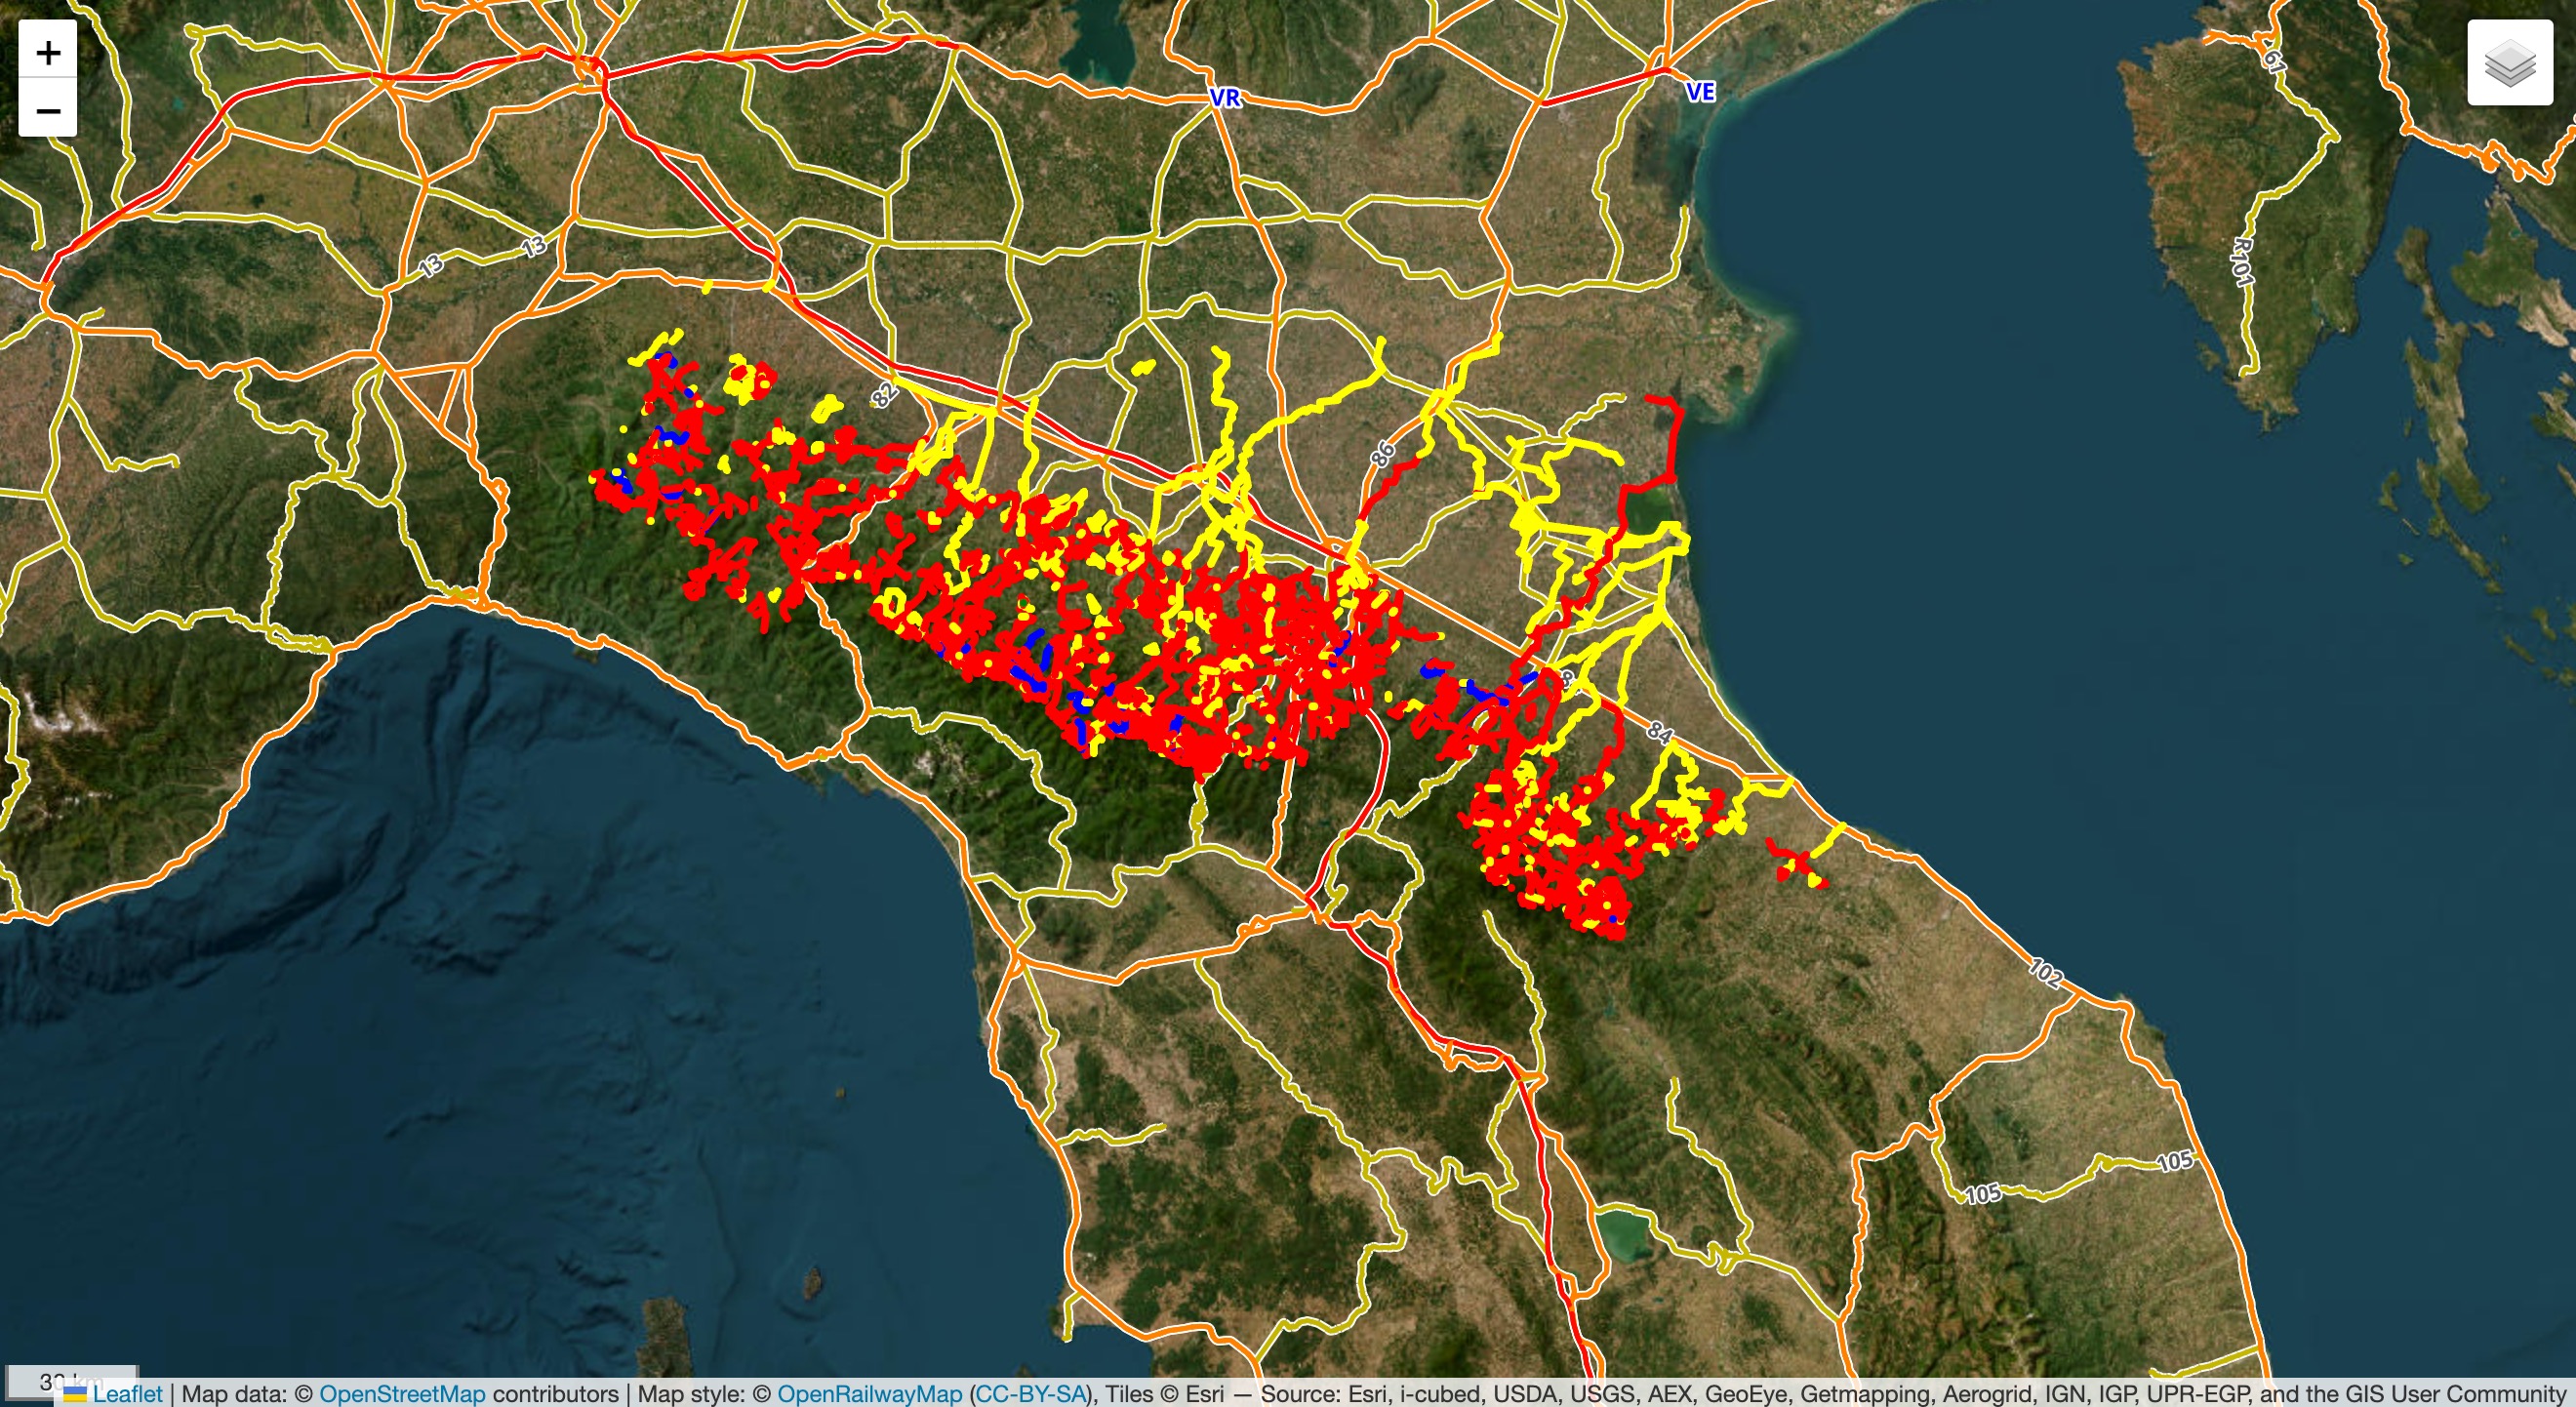 +
−
VR
VE
61
13
13
R101
82
86
84
102
105
105
Leaflet | Map data: © OpenStreetMap contributors | Map style: © OpenRailwayMap (CC-BY-SA), Tiles © Esri — Source: Esri, i-cubed, USDA, USGS, AEX, GeoEye, Getmapping, Aerogrid, IGN, IGP, UPR-EGP, and the GIS User Community